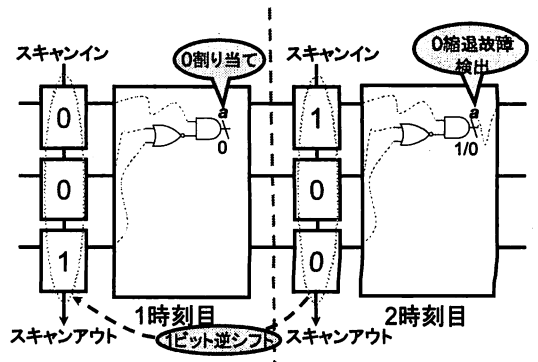 スキャンイン
0割り当て
スキャンイン
0縮退故障
検出
0
0
1
a
0
1
0
0
a
1/0
1時刻目
2時刻目
スキャンアウト
1ビット逆シフト
スキャンアウト